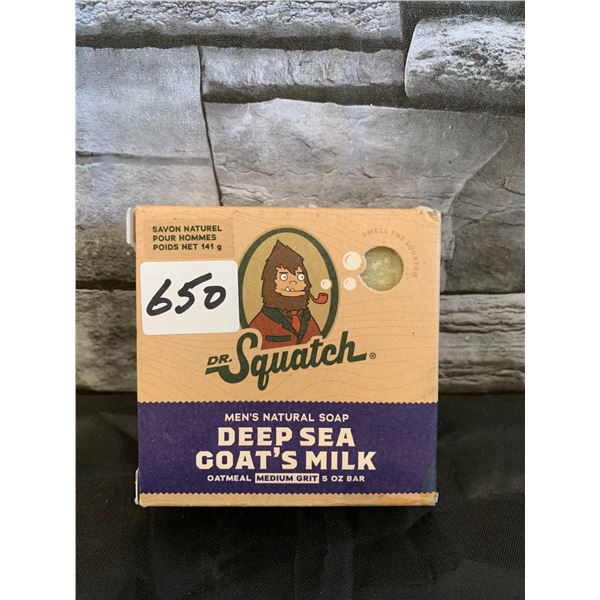 SAVON NATUREL
POUR HOMMES
POIDS NET 141 g
SMELL THE SQUATCH
650
DR. Squatch®
MEN'S NATURAL SOAP
DEEP SEA
GOAT'S MILK
OATMEAL MEDIUM GRIT 5 OZ BAR